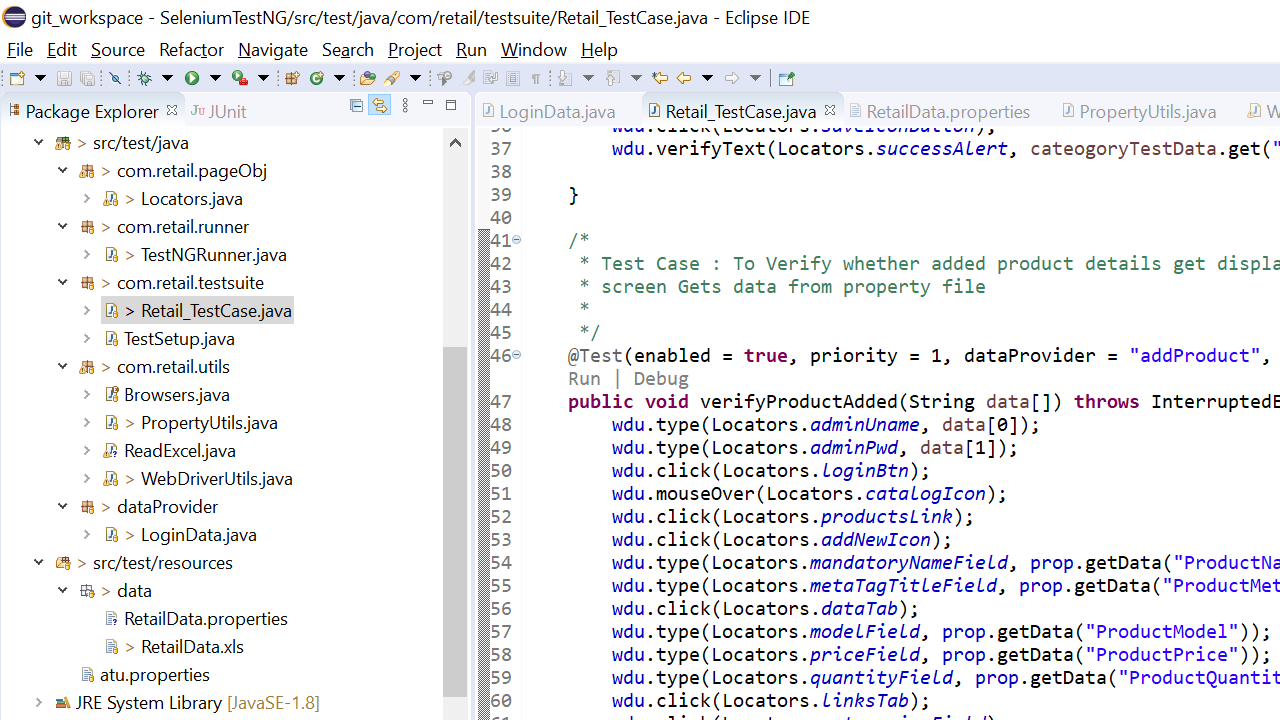 git_workspace - SeleniumTestNG/src/test/java/com/retail/testsuite/Retail_TestCase.java - Eclipse IDE
File Edit Source Refactor Navigate Search Project Run Window Help
Package Explorer JUnit
> src/test/java
> com.retail.pageObj
> Locators.java
> com.retail.runner
> TestNGRunner.java
> com.retail.testsuite
> Retail_TestCase.java
TestSetup.java
> com.retail.utils
Browsers.java
> PropertyUtils.java
ReadExcel.java
> WebDriverUtils.java
> dataProvider
> LoginData.java
> src/test/resources
> data
RetailData.properties
> RetailData.xls
atu.properties
JRE System Library [JavaSE-1.8]
LoginData.java Retail_TestCase.java RetailData.properties PropertyUtils.java W
36 wdu.click(Locators.saveIconButton);
37 wdu.verifyText(Locators.successAlert, cateogoryTestData.get("
38
39 }
40
41 /*
42 * Test Case : To Verify whether added product details get displa
43 * screen Gets data from property file
44 *
45 */
46 @Test(enabled = true, priority = 1, dataProvider = "addProduct",
Run | Debug
47 public void verifyProductAdded(String data[]) throws InterruptedE
48 wdu.type(Locators.adminUname, data[0]);
49 wdu.type(Locators.adminPwd, data[1]);
50 wdu.click(Locators.loginBtn);
51 wdu.mouseOver(Locators.catalogIcon);
52 wdu.click(Locators.productsLink);
53 wdu.click(Locators.addNewIcon);
54 wdu.type(Locators.mandatoryNameField, prop.getData("ProductNa
55 wdu.type(Locators.metaTagTitleField, prop.getData("ProductMet
56 wdu.click(Locators.dataTab);
57 wdu.type(Locators.modelField, prop.getData("ProductModel"));
58 wdu.type(Locators.priceField, prop.getData("ProductPrice"));
59 wdu.type(Locators.quantityField, prop.getData("ProductQuantit
60 wdu.click(Locators.linksTab);
61